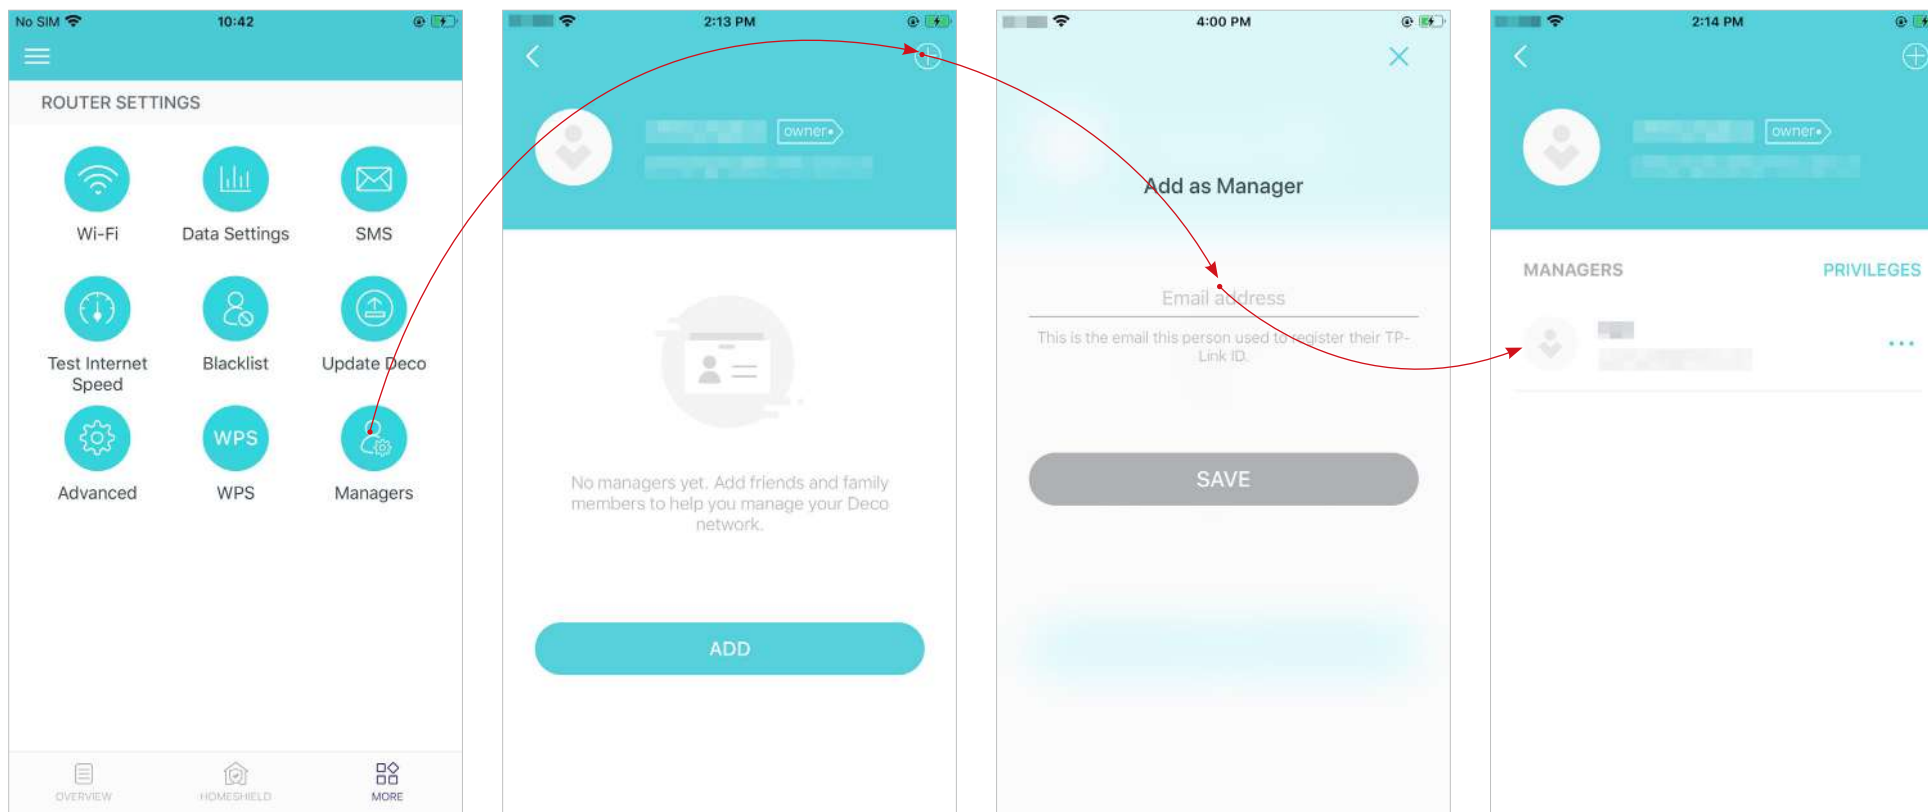 No SIM
10:42
ROUTER SETTINGS
Wi-Fi
Data Settings
SMS
Test Internet
Speed
Blacklist
Update Deco
WPS
Advanced
WPS
Managers
OVERVIEW
HOMESHIELD
MORE
2:13 PM
owner
No managers yet. Add friends and family
members to help you manage your Deco
network.
ADD
4:00 PM
Add as Manager
Email address
This is the email this person used to register their TP-
Link ID.
SAVE
2:14 PM
owner
MANAGERS
PRIVILEGES